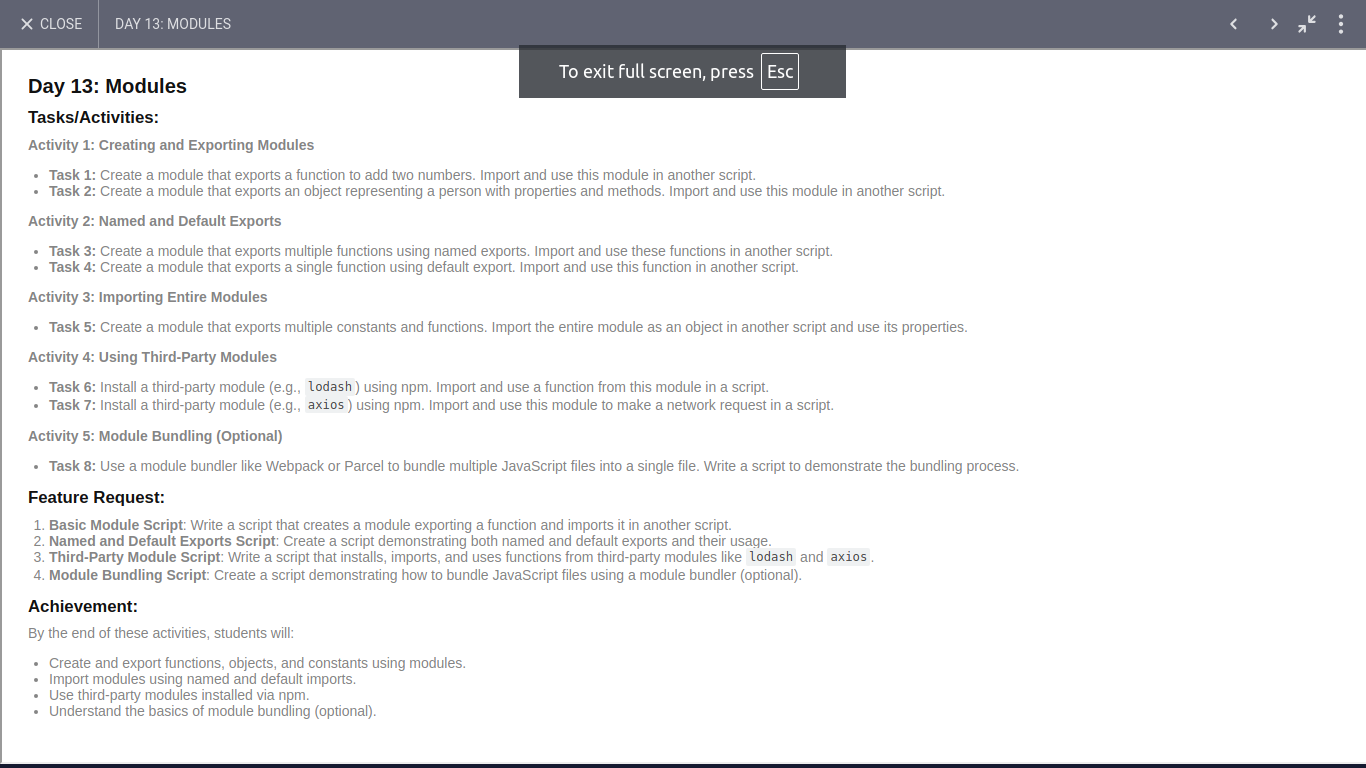 CLOSE
DAY 13: MODULES
To exit full screen, press Esc
Day 13: Modules
Tasks/Activities:
Activity 1: Creating and Exporting Modules
• Task 1: Create a module that exports a function to add two numbers. Import and use this module in another script.
• Task 2: Create a module that exports an object representing a person with properties and methods. Import and use this module in another script.
Activity 2: Named and Default Exports
• Task 3: Create a module that exports multiple functions using named exports. Import and use these functions in another script.
• Task 4: Create a module that exports a single function using default export. Import and use this function in another script.
Activity 3: Importing Entire Modules
• Task 5: Create a module that exports multiple constants and functions. Import the entire module as an object in another script and use its properties.
Activity 4: Using Third-Party Modules
• Task 6: Install a third-party module (e.g., lodash) using npm. Import and use a function from this module in a script.
• Task 7: Install a third-party module (e.g., axios) using npm. Import and use this module to make a network request in a script.
Activity 5: Module Bundling (Optional)
• Task 8: Use a module bundler like Webpack or Parcel to bundle multiple JavaScript files into a single file. Write a script to demonstrate the bundling process.
Feature Request:
1. Basic Module Script: Write a script that creates a module exporting a function and imports it in another script.
2. Named and Default Exports Script: Create a script demonstrating both named and default exports and their usage.
3. Third-Party Module Script: Write a script that installs, imports, and uses functions from third-party modules like lodash and axios.
4. Module Bundling Script: Create a script demonstrating how to bundle JavaScript files using a module bundler (optional).
Achievement:
By the end of these activities, students will:
• Create and export functions, objects, and constants using modules.
• Import modules using named and default imports.
• Use third-party modules installed via npm.
• Understand the basics of module bundling (optional).